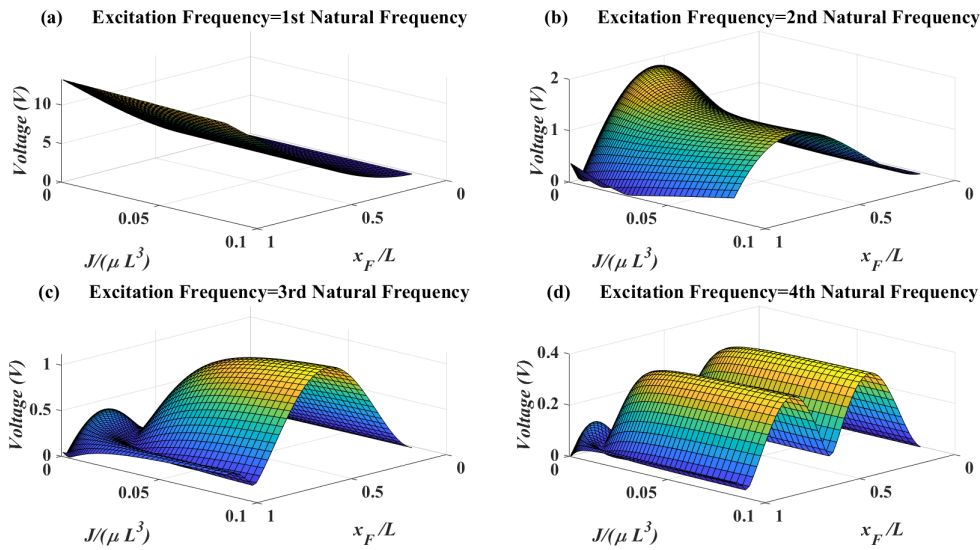 (a) Excitation Frequency=1st Natural Frequency
Voltage (V)
10
5
0
0
0.05
0.1
J/(μ L³)
1
0.5
0
x_F /L
(b) Excitation Frequency=2nd Natural Frequency
Voltage (V)
2
1
0
0
0.05
0.1
J/(μ L³)
1
0.5
0
x_F /L
(c) Excitation Frequency=3rd Natural Frequency
Voltage (V)
1
0.5
0
0
0.05
0.1
J/(μ L³)
1
0.5
0
x_F /L
(d) Excitation Frequency=4th Natural Frequency
Voltage (V)
0.4
0.2
0
0
0.05
0.1
J/(μ L³)
1
0.5
0
x_F /L